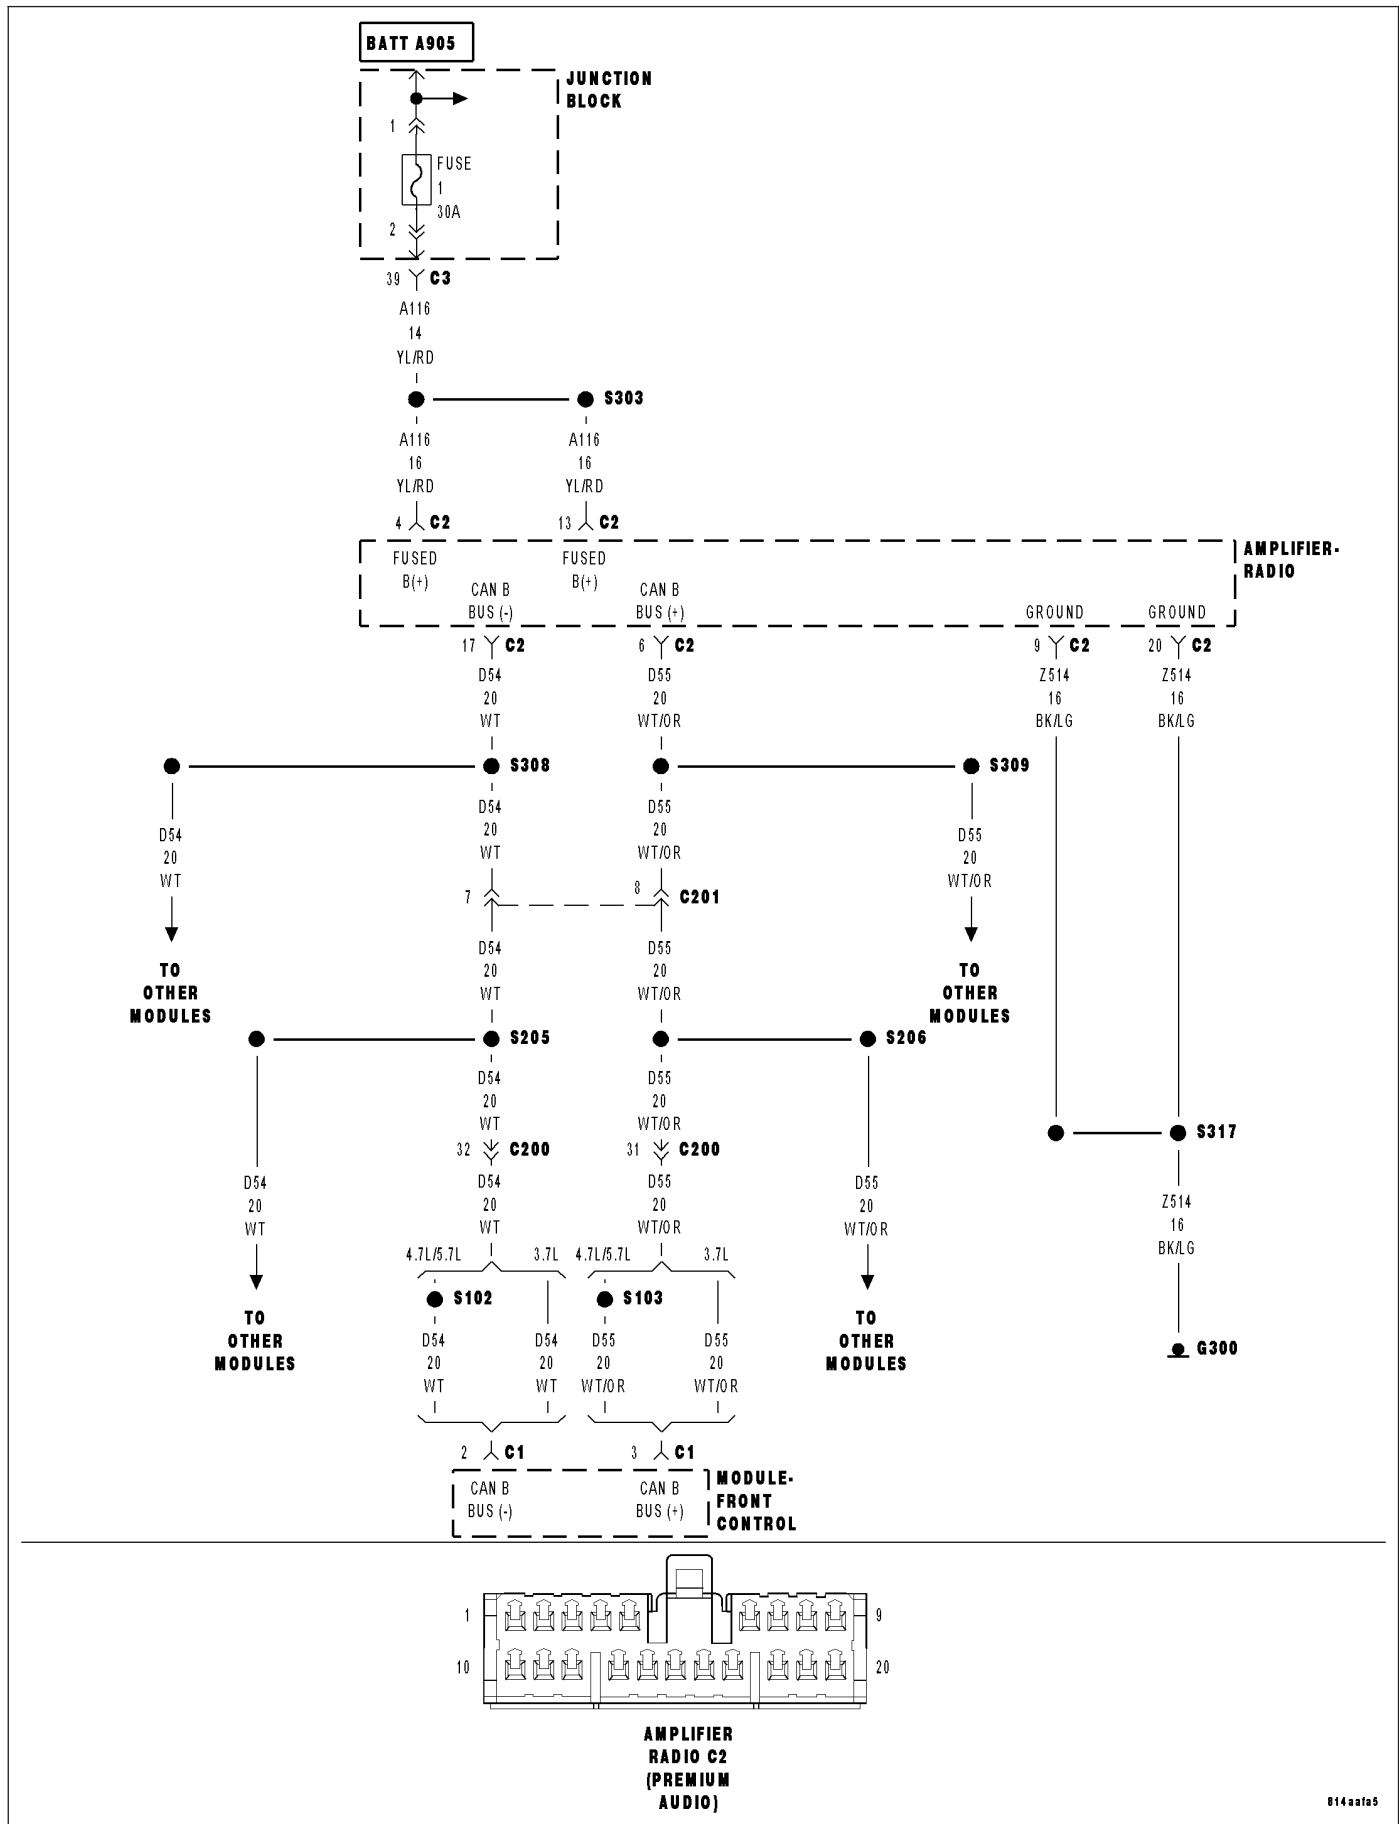 BATT A905
JUNCTION
BLOCK
1
FUSE
1
30A
2
39 C3
A116
14
YL/RD
S303
A116 A116
16 16
YL/RD YL/RD
4 C2 13 C2
AMPLIFIER-
RADIO
FUSED FUSED
B(+) B(+)
CAN B CAN B
BUS (-) BUS (+) GROUND GROUND
17 C2 6 C2 9 C2 20 C2
D54 D55 Z514 Z514
20 20 16 16
WT WT/OR BK/LG BK/LG
S308 S309
D54 D55
20 20
WT WT/OR
D54 D55
20 20
WT WT/OR
7 8 C201
D54 D55
20 20
WT WT/OR
TO TO
OTHER OTHER
MODULES MODULES
S205 S206
D54 D55
20 20
WT WT/OR
S317
32 C200 31 C200
D54 D54 D55 D55
20 20 20 20
WT WT WT/OR WT/OR
Z514
16
BK/LG
4.7L/5.7L 3.7L 4.7L/5.7L 3.7L
S102 S103
D54 D54 D55 D55
20 20 20 20
WT WT WT/OR WT/OR
TO TO
OTHER OTHER
MODULES MODULES
G300
2 C1 3 C1
CAN B CAN B
BUS (-) BUS (+)
MODULE-
FRONT
CONTROL
1 9
10 20
AMPLIFIER
RADIO C2
(PREMIUM
AUDIO)
814aafa5